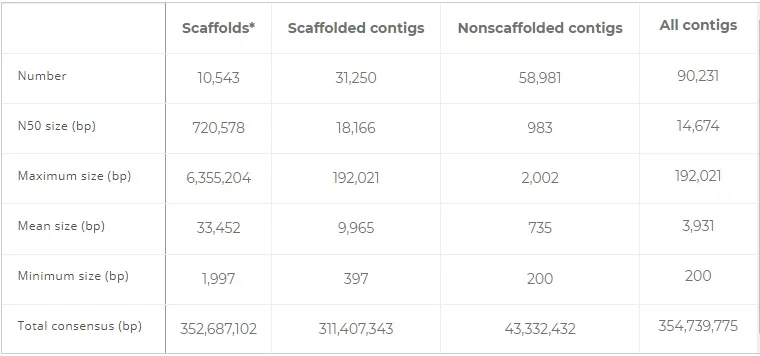 Scaffolds* Scaffolded contigs Nonscaffolded contigs All contigs
Number 10,543 31,250 58,981 90,231
N50 size (bp) 720,578 18,166 983 14,674
Maximum size (bp) 6,355,204 192,021 2,002 192,021
Mean size (bp) 33,452 9,965 735 3,931
Minimum size (bp) 1,997 397 200 200
Total consensus (bp) 352,687,102 311,407,343 43,332,432 354,739,775